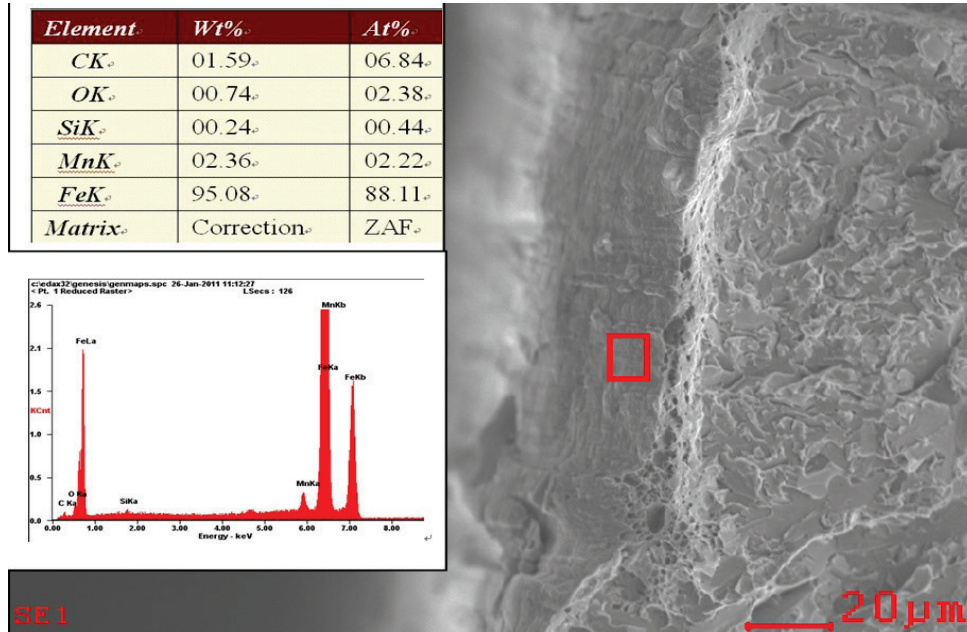 Element Wt% At%
CK 01.59 06.84
OK 00.74 02.38
SiK 00.24 00.44
MnK 02.36 02.22
FeK 95.08 88.11
Matrix Correction ZAF
c:\edax32\genesis\genmaps.spc 26-Jan-2011 11:12:27
< Pt. 1 Reduced Raster> LSecs : 126
2.6
MnKb
FeLa
2.1
FeKa
FeKb
1.5
KCnt
1.0
0.5
MnKa
O Ka
C Ka
SiKa
0.0
0.00 1.00 2.00 3.00 4.00 5.00 6.00 7.00 8.00
Energy - keV
SE1
20µm